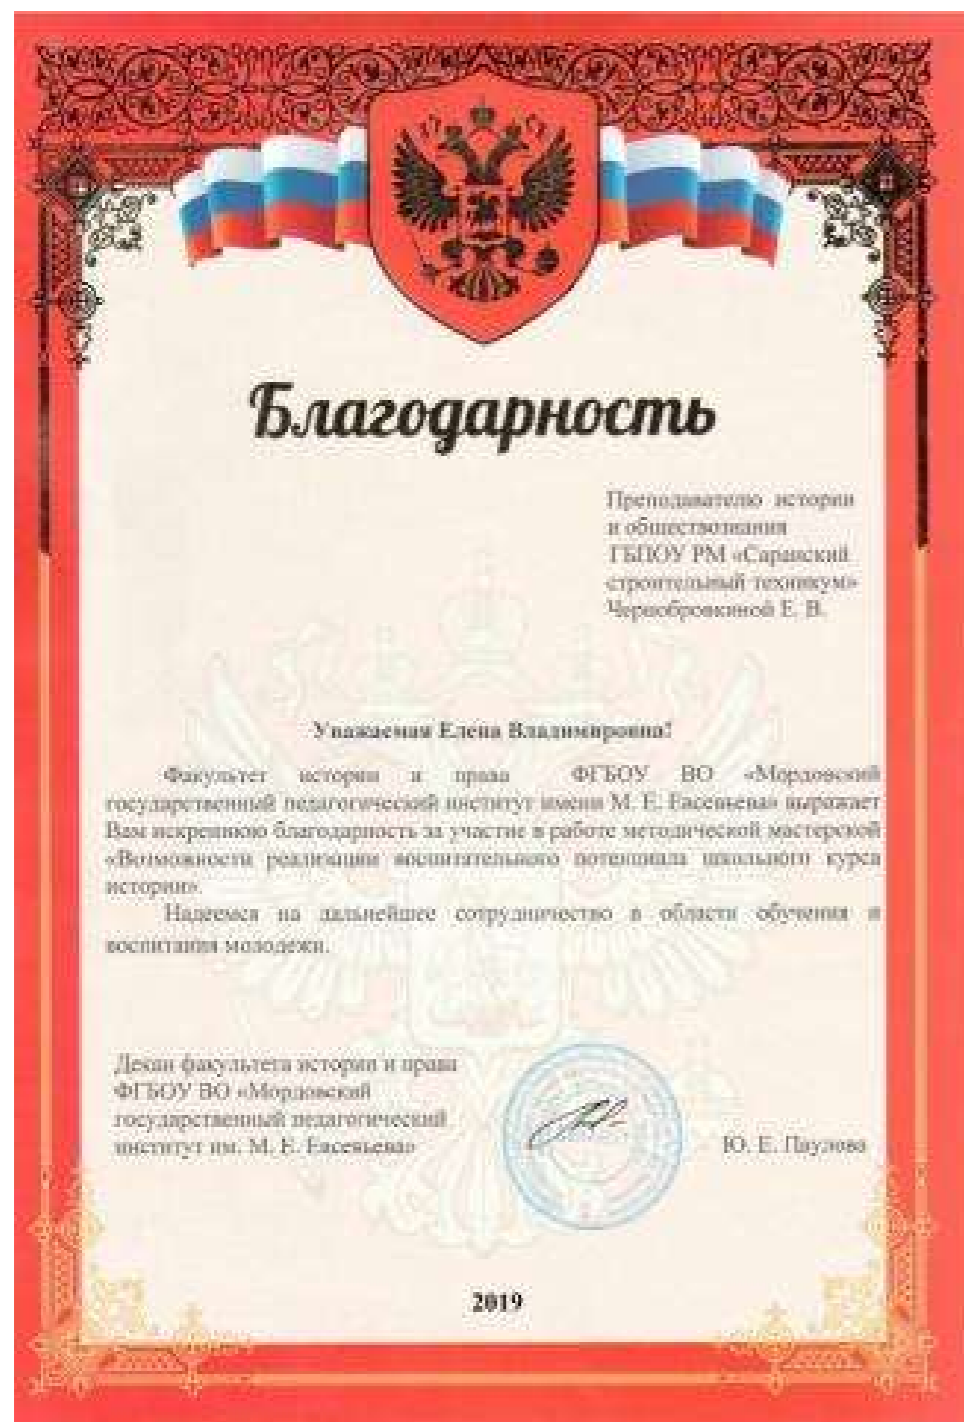 Благодарность
Преподавателю истории
и обществознания
ГБПОУ РМ «Саранский
строительный техникум»
Чернобровкиной Е. В.
Уважаемая Елена Владимировна!
Факультет истории и права ФГБОУ ВО «Мордовский
государственный педагогический институт имени М. Е. Евсевьева» выражает
Вам искреннюю благодарность за участие в работе методической мастерской
«Возможности реализации воспитательного потенциала школьного курса
истории».
Надеемся на дальнейшее сотрудничество в области обучения и
воспитания молодежи.
Декан факультета истории и права
ФГБОУ ВО «Мордовский
государственный педагогический
институт им. М. Е. Евсевьева»
Ю. Е. Паулова
2019